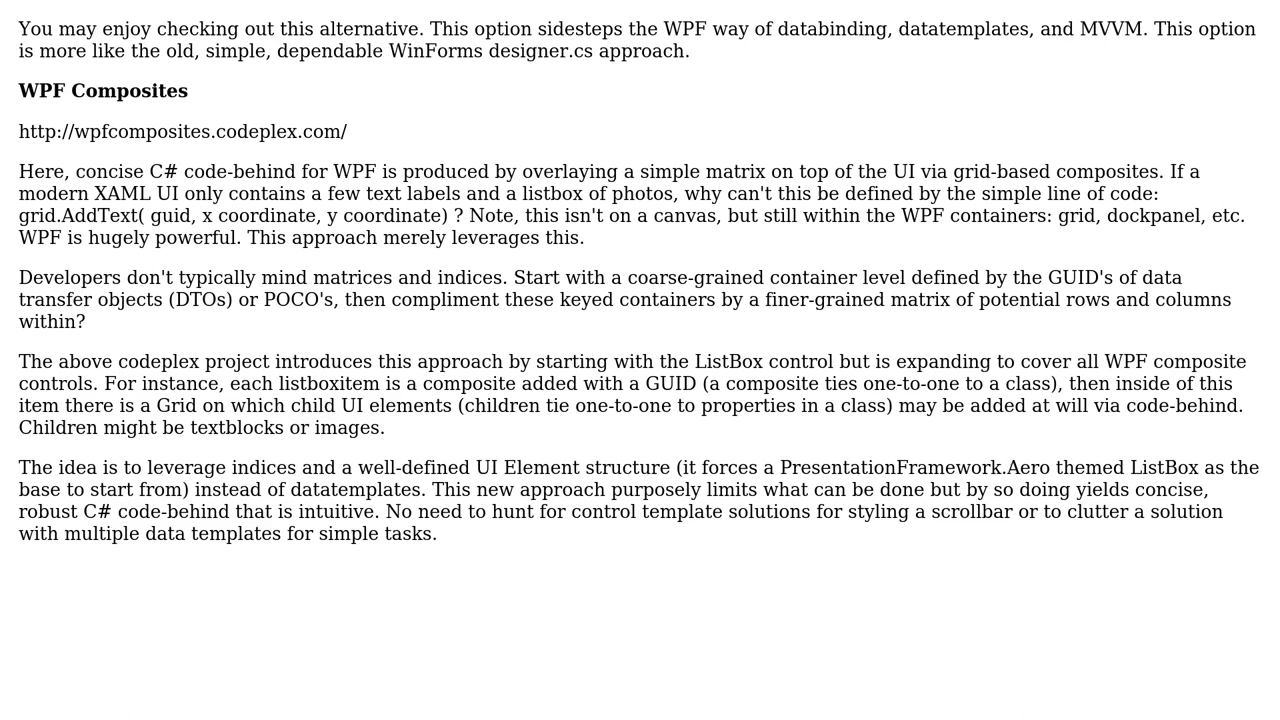 You may enjoy checking out this alternative. This option sidesteps the WPF way of databinding, datatemplates, and MVVM. This option
is more like the old, simple, dependable WinForms designer.cs approach.
WPF Composites
http://wpfcomposites.codeplex.com/
Here, concise C# code-behind for WPF is produced by overlaying a simple matrix on top of the UI via grid-based composites. If a
modern XAML UI only contains a few text labels and a listbox of photos, why can't this be defined by the simple line of code:
grid.AddText( guid, x coordinate, y coordinate) ? Note, this isn't on a canvas, but still within the WPF containers: grid, dockpanel, etc.
WPF is hugely powerful. This approach merely leverages this.
Developers don't typically mind matrices and indices. Start with a coarse-grained container level defined by the GUID's of data
transfer objects (DTOs) or POCO's, then compliment these keyed containers by a finer-grained matrix of potential rows and columns
within?
The above codeplex project introduces this approach by starting with the ListBox control but is expanding to cover all WPF composite
controls. For instance, each listboxitem is a composite added with a GUID (a composite ties one-to-one to a class), then inside of this
item there is a Grid on which child UI elements (children tie one-to-one to properties in a class) may be added at will via code-behind.
Children might be textblocks or images.
The idea is to leverage indices and a well-defined UI Element structure (it forces a PresentationFramework.Aero themed ListBox as the
base to start from) instead of datatemplates. This new approach purposely limits what can be done but by so doing yields concise,
robust C# code-behind that is intuitive. No need to hunt for control template solutions for styling a scrollbar or to clutter a solution
with multiple data templates for simple tasks.